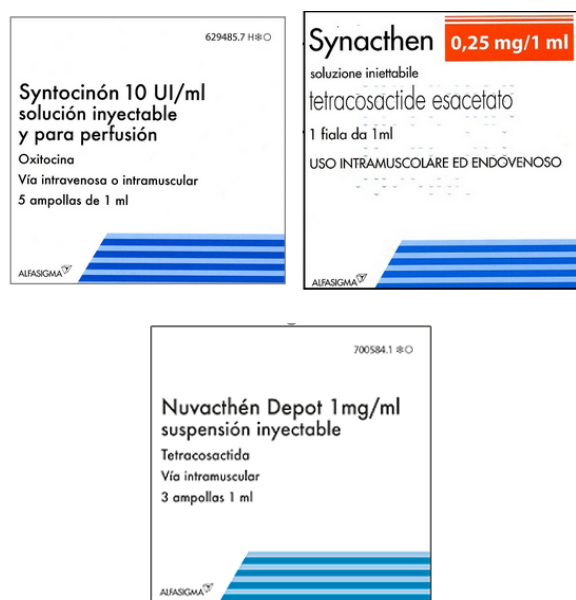 629485.7 H❄○
Syntocinón 10 UI/ml
solución inyectable
y para perfusión
Oxitocina
Vía intravenosa o intramuscular
5 ampollas de 1 ml
ALFASIGMA
Synacthen 0,25 mg/1 ml
soluzione iniettabile
tetracosactide esacetato
1 fiala da 1ml
USO INTRAMUSCOLARE ED ENDOVENOSO
ALFASIGMA
700584.1 ❄○
Nuvacthén Depot 1mg/ml
suspensión inyectable
Tetracosactida
Vía intramuscular
3 ampollas 1 ml
ALFASIGMA